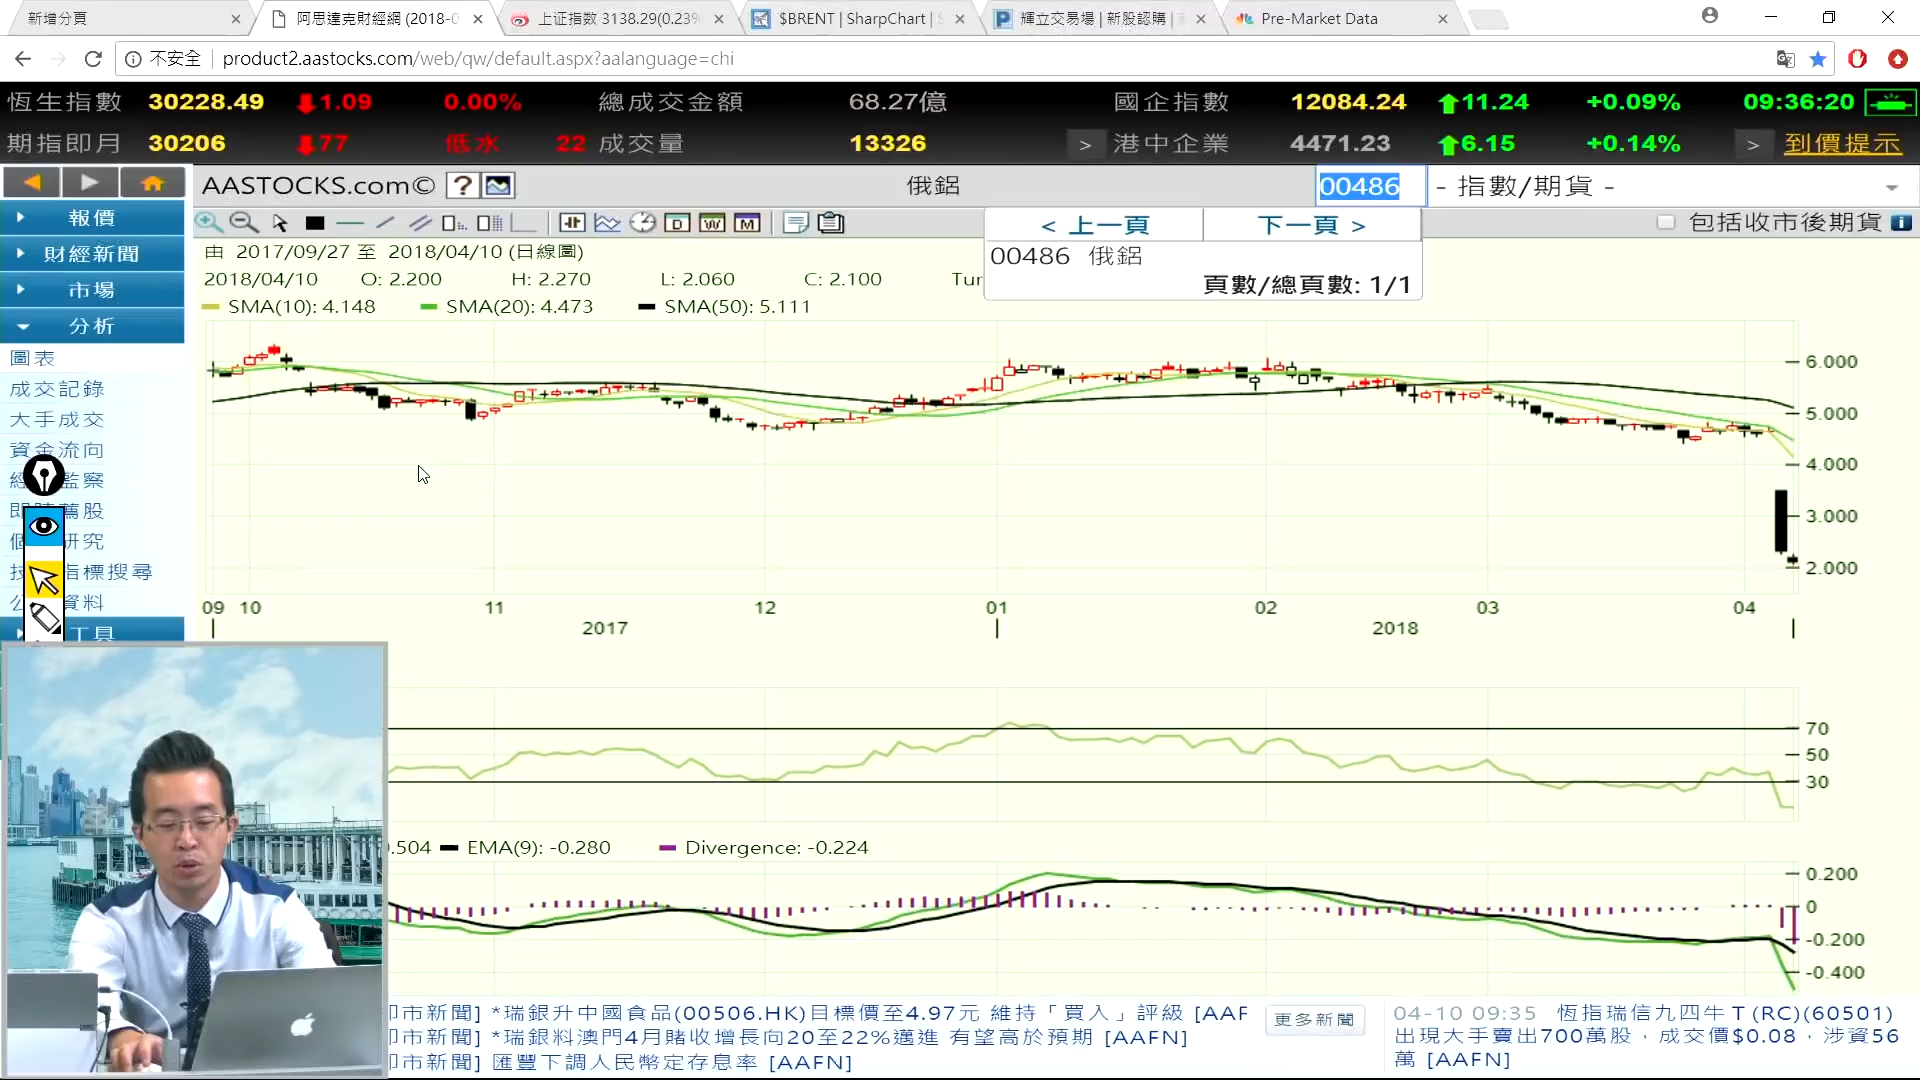 新增分頁
阿思達克財經網 (2018-0
上证指数 3138.29(0.23%
$BRENT | SharpChart |
輝立交易場 | 新股認購 |
Pre-Market Data
不安全 product2.aastocks.com/web/qw/default.aspx?aalanguage=chi
恆生指數 30228.49 1.09 0.00% 總成交金額 68.27億 國企指數 12084.24 11.24 +0.09% 09:36:20
期指即月 30206 77 低水 22 成交量 13326 > 港中企業 4471.23 6.15 +0.14% > 到價提示
AASTOCKS.com© ? 俄鋁 00486 - 指數/期貨 -
D W M
< 上一頁 下一頁 >
包括收市後期貨 i
00486 俄鋁
頁數/總頁數: 1/1
報價
財經新聞
市場
分析
圖表
成交記錄
大手成交
資金流向
經 監察
即 薦股
個 研究
技 指標搜尋
公 資料
工具
由 2017/09/27 至 2018/04/10 (日線圖)
2018/04/10 O: 2.200 H: 2.270 L: 2.060 C: 2.100 Tur
SMA(10): 4.148 SMA(20): 4.473 SMA(50): 5.111
6.000
5.000
4.000
3.000
2.000
09 10 11 12 01 02 03 04
2017 2018
70
50
30
.504 EMA(9): -0.280 Divergence: -0.224
0.200
0
-0.200
-0.400
市新聞] *瑞銀升中國食品(00506.HK)目標價至4.97元 維持「買入」評級 [AAF
市新聞] *瑞銀料澳門4月賭收增長向20至22%邁進 有望高於預期 [AAFN]
市新聞] 匯豐下調人民幣定存息率 [AAFN]
更多新聞
04-10 09:35 恆指瑞信九四牛Ｔ(RC)(60501)
出現大手賣出700萬股，成交價$0.08，涉資56
萬 [AAFN]